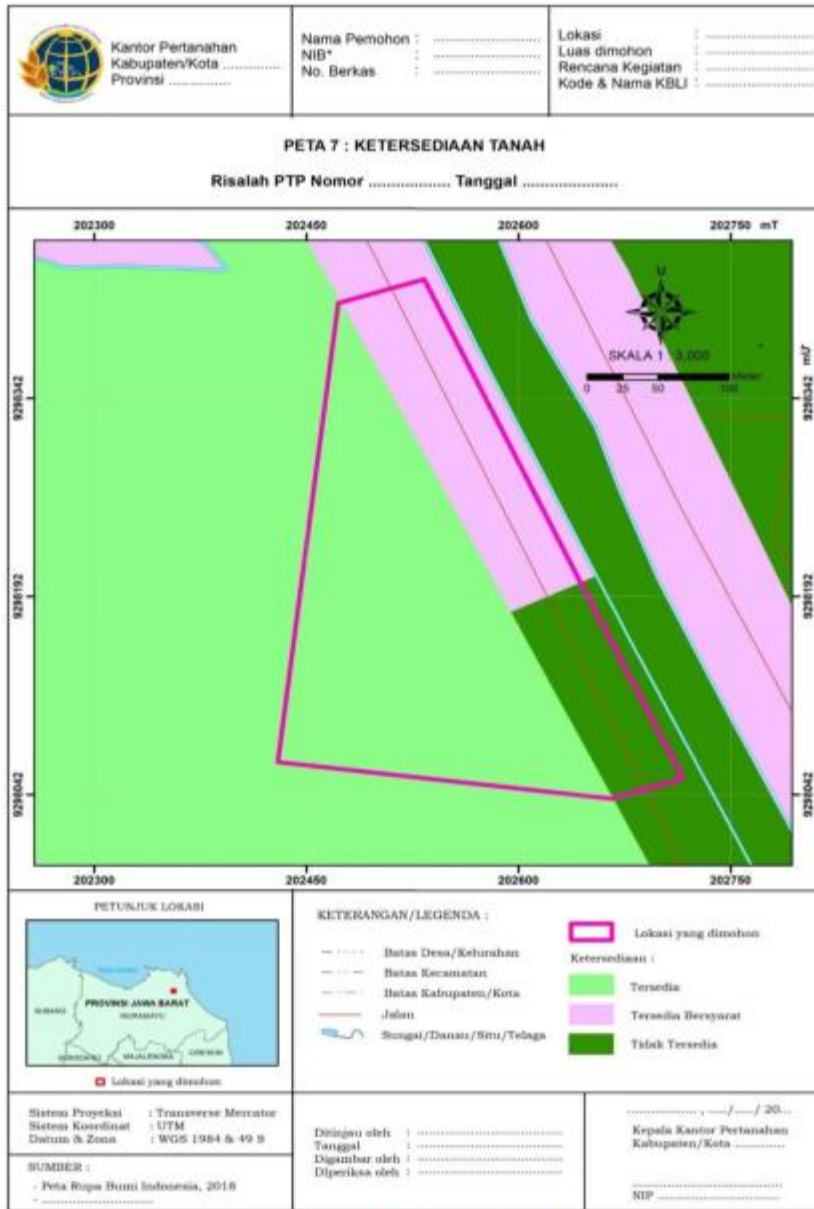 Kantor Pertanahan
Kabupaten/Kota ..............
Provinsi ..............
Nama Pemohon : ..........................
NIB* : ..........................
No. Berkas : ..........................
Lokasi : ..........................
Luas dimohon : ..........................
Rencana Kegiatan : ..........................
Kode & Nama KBLI : ..........................
PETA 7 : KETERSEDIAAN TANAH
Risalah PTP Nomor ................... Tanggal ......................
202300 202450 202600 202750 mT
U
SKALA 1 : 3,000
Meter
0 25 50 100
mU
9298342 9298342
9298192 9298192
9298042 9298042
202300 202450 202600 202750
PETUNJUK LOKASI
PROVINSI JAWA BARAT
INDRAMAYU
SUBANG
SUMEDANG
MAJALENGKA
CIREBON
Lokasi yang dimohon
KETERANGAN/LEGENDA :
Batas Desa/Kelurahan
Batas Kecamatan
Batas Kabupaten/Kota
Jalan
Sungai/Danau/Situ/Telaga
Lokasi yang dimohon
Ketersediaan :
Tersedia
Tersedia Bersyarat
Tidak Tersedia
Sistem Proyeksi : Transverse Mercator
Sistem Koordinat : UTM
Datum & Zona : WGS 1984 & 49 S
SUMBER :
- Peta Rupa Bumi Indonesia, 2018
- ..........................
Ditinjau oleh : ..........................
Tanggal : ..........................
Digambar oleh : ..........................
Diperiksa oleh : ..........................
................. , ...../...../ 20...
Kepala Kantor Pertanahan
Kabupaten/Kota ............
..........................
NIP ..........................